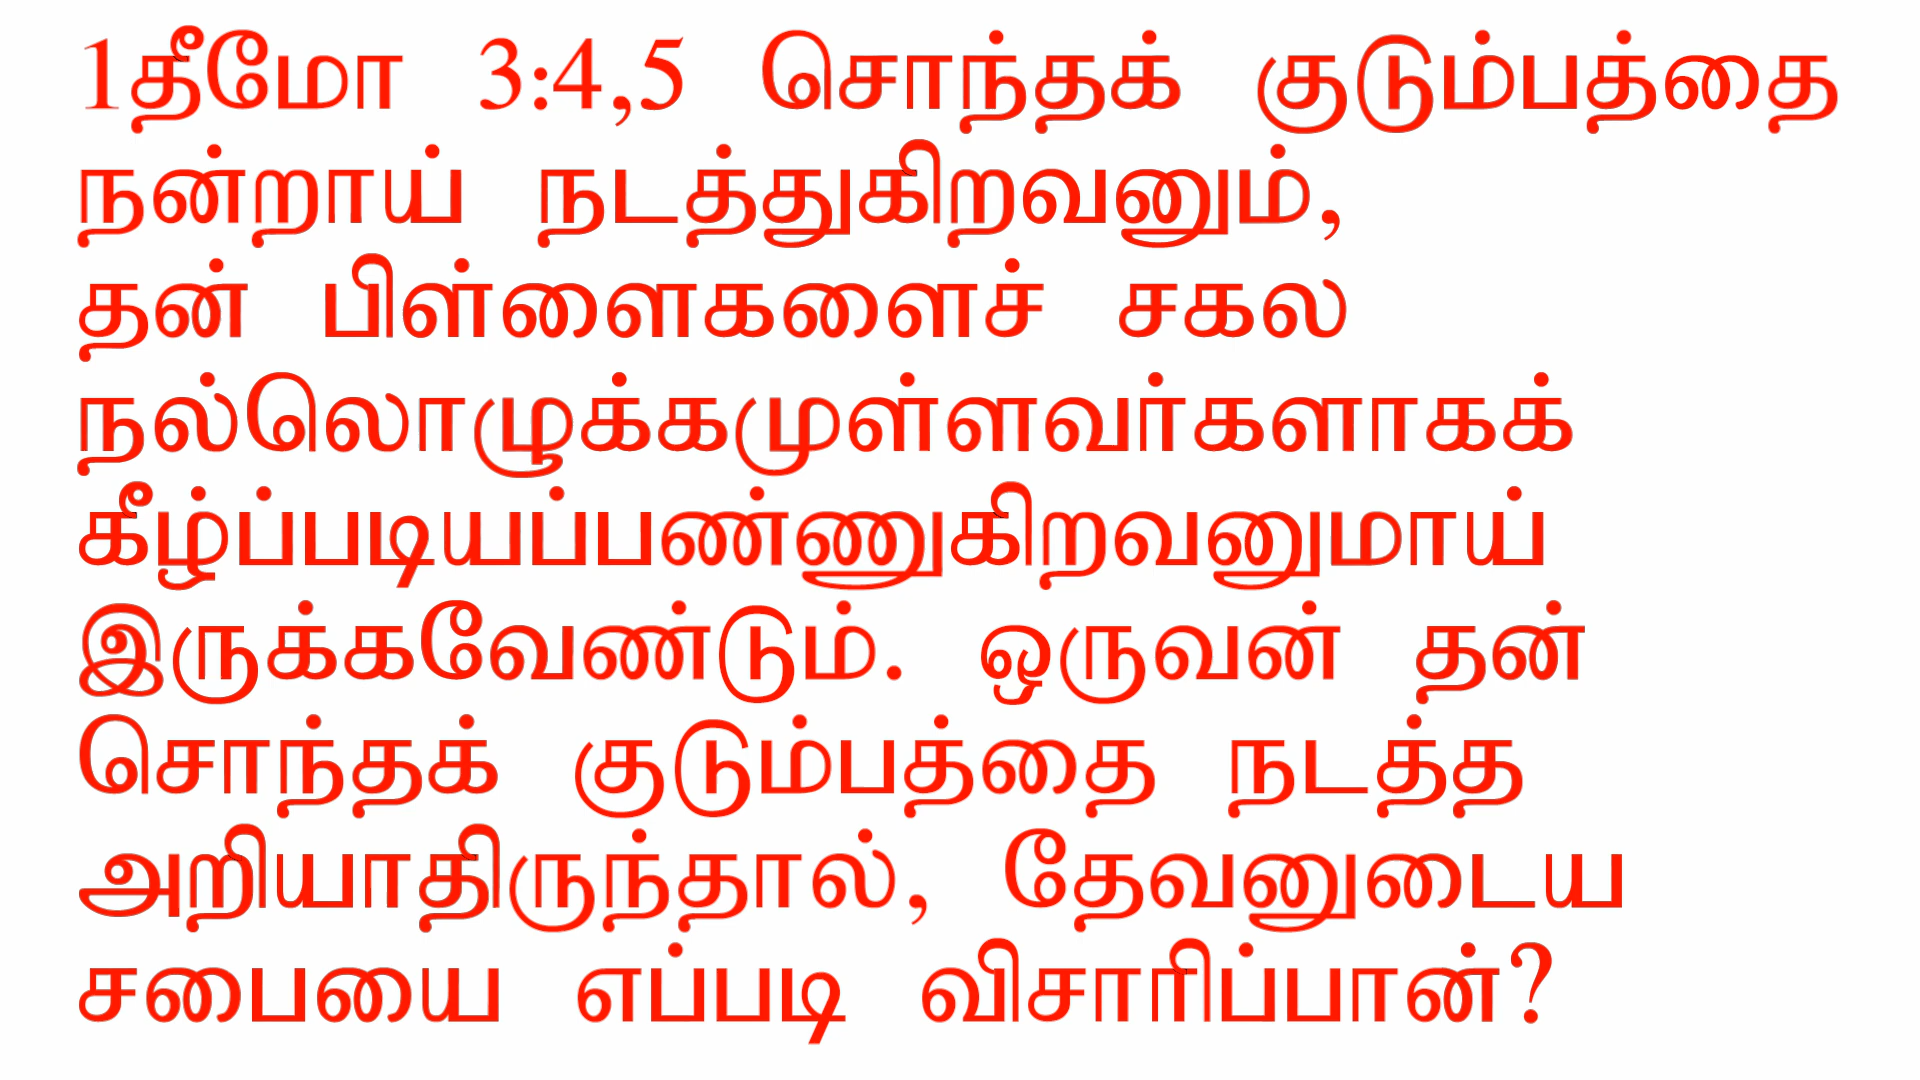 1தீமோ 3:4,5 சொந்தக் குடும்பத்தை
நன்றாய் நடத்துகிறவனும்,
தன் பிள்ளைகளைச் சகல
நல்லொழுக்கமுள்ளவர்களாகக்
கீழ்ப்படியப்பண்ணுகிறவனுமாய்
இருக்கவேண்டும். ஒருவன் தன்
சொந்தக் குடும்பத்தை நடத்த
அறியாதிருந்தால், தேவனுடைய
சபையை எப்படி விசாரிப்பான்?